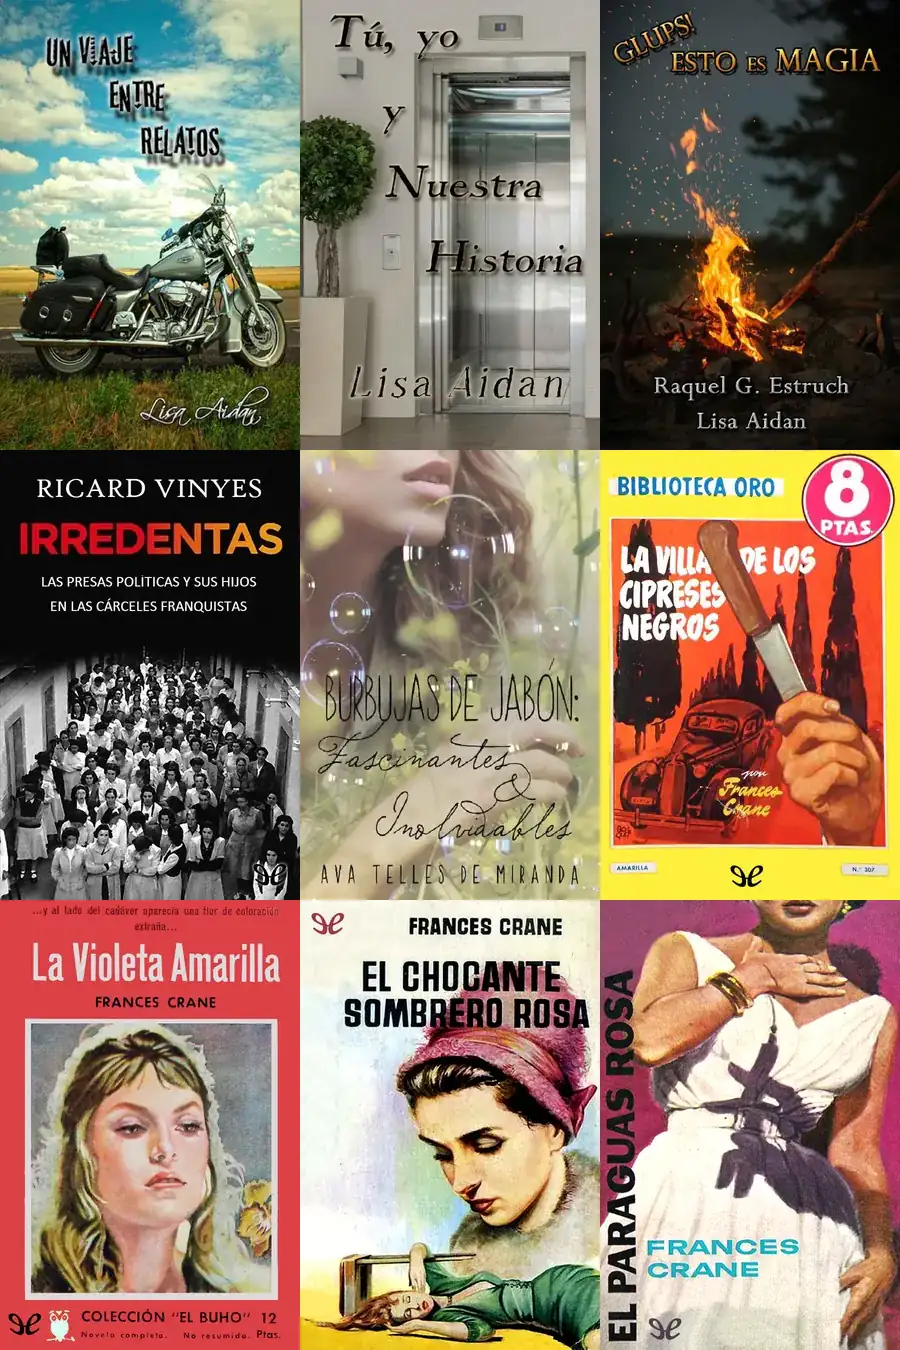 UN VIAJE
ENTRE
RELATOS
Lisa Aidan
Tú, yo
y
Nuestra
Historia
Lisa Aidan
GLUPS!
ESTO ES MAGIA
Raquel G. Estruch
Lisa Aidan
RICARD VINYES
IRREDENTAS
LAS PRESAS POLÍTICAS Y SUS HIJOS
EN LAS CÁRCELES FRANQUISTAS
BURBUJAS DE JABÓN:
Fascinantes
&
Inolvidables
AVA TELLES DE MIRANDA
BIBLIOTECA ORO
8
PTAS.
LA VILLA DE LOS
CIPRESES
NEGROS
por
Frances
Crane
AMARILLA
N.º 307
...y al lado del cadáver aparecía una flor de coloración
extraña...
La Violeta Amarilla
FRANCES CRANE
COLECCIÓN "EL BUHO" 12
Novela completa. No resumida. Ptas.
FRANCES CRANE
EL CHOCANTE
SOMBRERO ROSA
EL PARAGUAS ROSA
FRANCES
CRANE